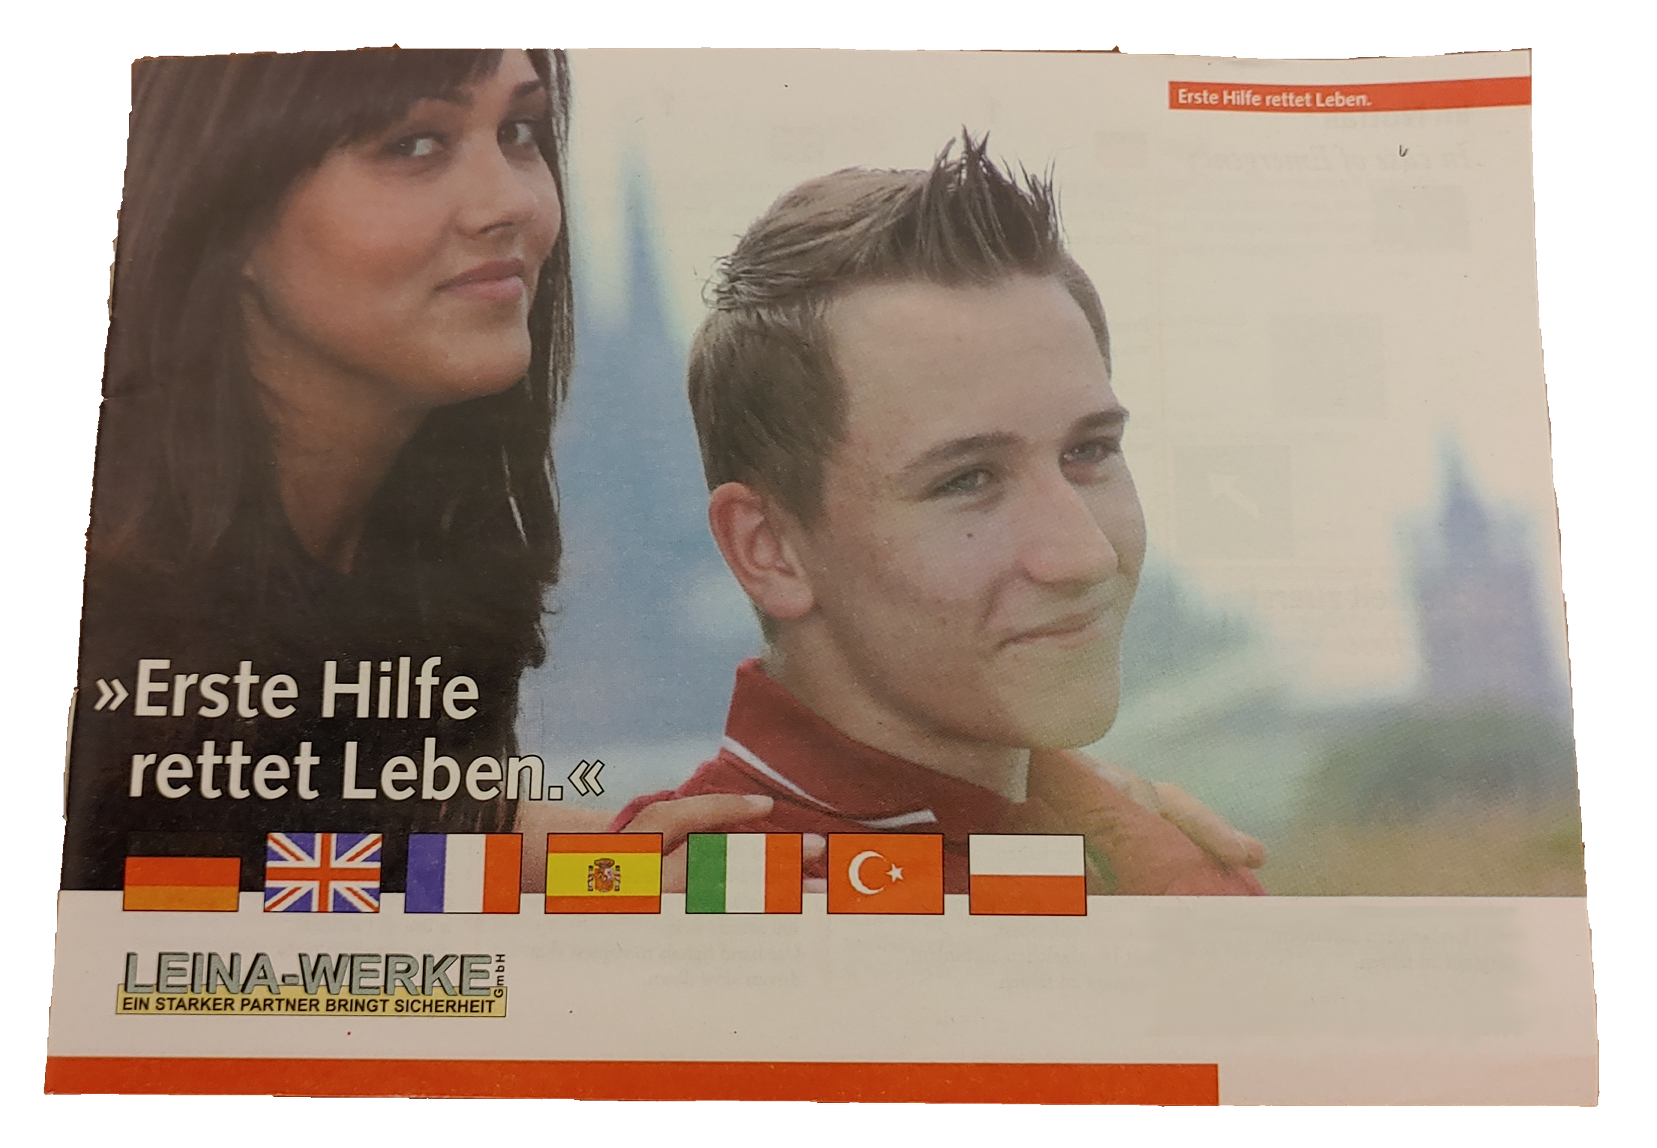 Erste Hilfe rettet Leben.
»Erste Hilfe
rettet Leben.«
LEINA-WERKE GmbH
EIN STARKER PARTNER BRINGT SICHERHEIT